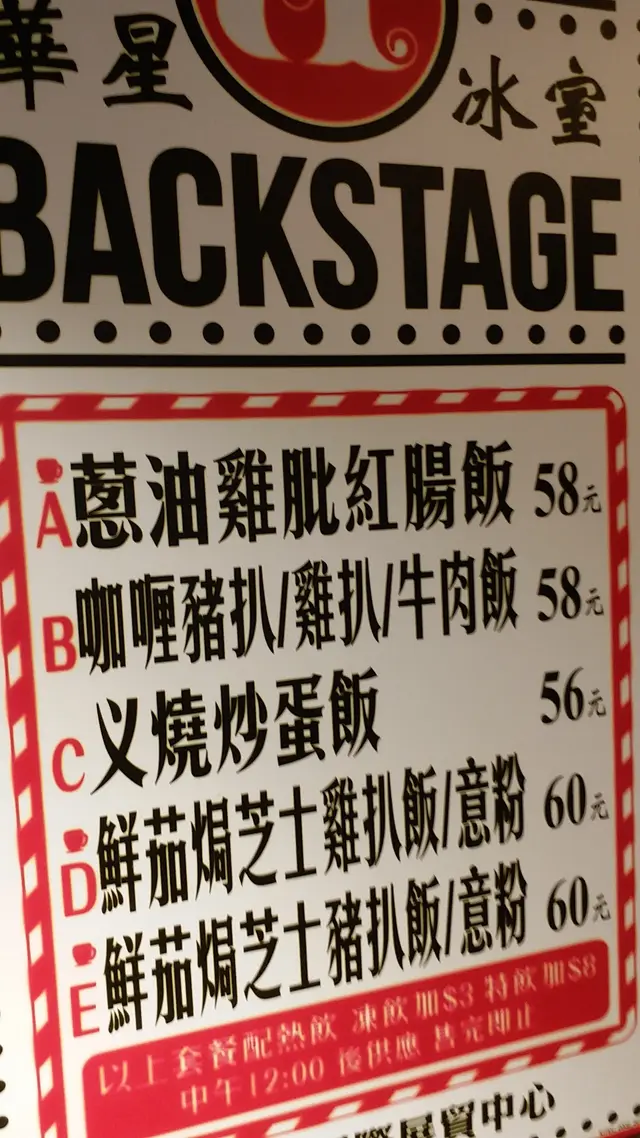 華星 冰室
BACKSTAGE
A 蔥油雞肶紅腸飯 58元
B 咖喱豬扒/雞扒/牛肉飯 58元
C 义燒炒蛋飯 56元
D 鮮茄焗芝士雞扒飯/意粉 60元
E 鮮茄焗芝士豬扒飯/意粉 60元
以上套餐配熱飲 凍飲加$3 特飲加$8
中午12:00 後供應 售完即止
展貿中心